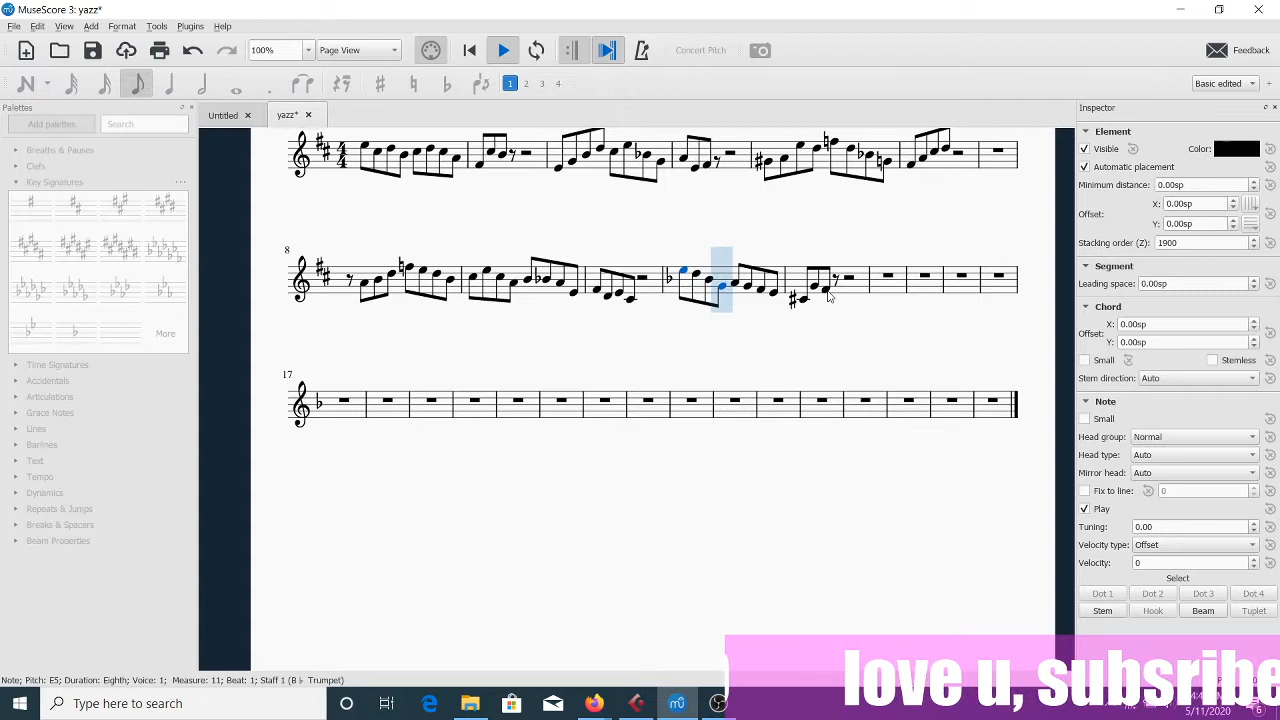 MuseScore 3: yazz*
File Edit View Add Format Tools Plugins Help
100% Page View Concert Pitch Feedback
1 2 3 4 Basic edited
Palettes Untitled yazz* Inspector
Add palettes Search
Breaths & Pauses
Clefs
Key Signatures
More
Time Signatures
Accidentals
Articulations
Grace Notes
Lines
Barlines
Text
Tempo
Dynamics
Repeats & Jumps
Breaks & Spacers
Beam Properties
8
17
Element
Visible Color:
Automatic placement
Minimum distance: 0.00sp
X: 0.00sp
Offset:
Y: 0.00sp
Stacking order (Z): 1900
Segment
Leading space: 0.00sp
Chord
X: 0.00sp
Offset:
Y: 0.00sp
Small Stemless
Stem direction: Auto
Note
Small
Head group: Normal
Head type: Auto
Mirror head: Auto
Fix to line: 0
Play
Tuning: 0.00
Velocity type: Offset
Velocity: 0
Select
Dot 1 Dot 2 Dot 3 Dot 4
Stem Hook Beam Tuplet
Note; Pitch: E5; Duration: Eighth; Voice: 1; Measure: 11; Beat: 1; Staff 1 (B♭ Trumpet)
love u, subsribe
Type here to search
5/11/2020
6